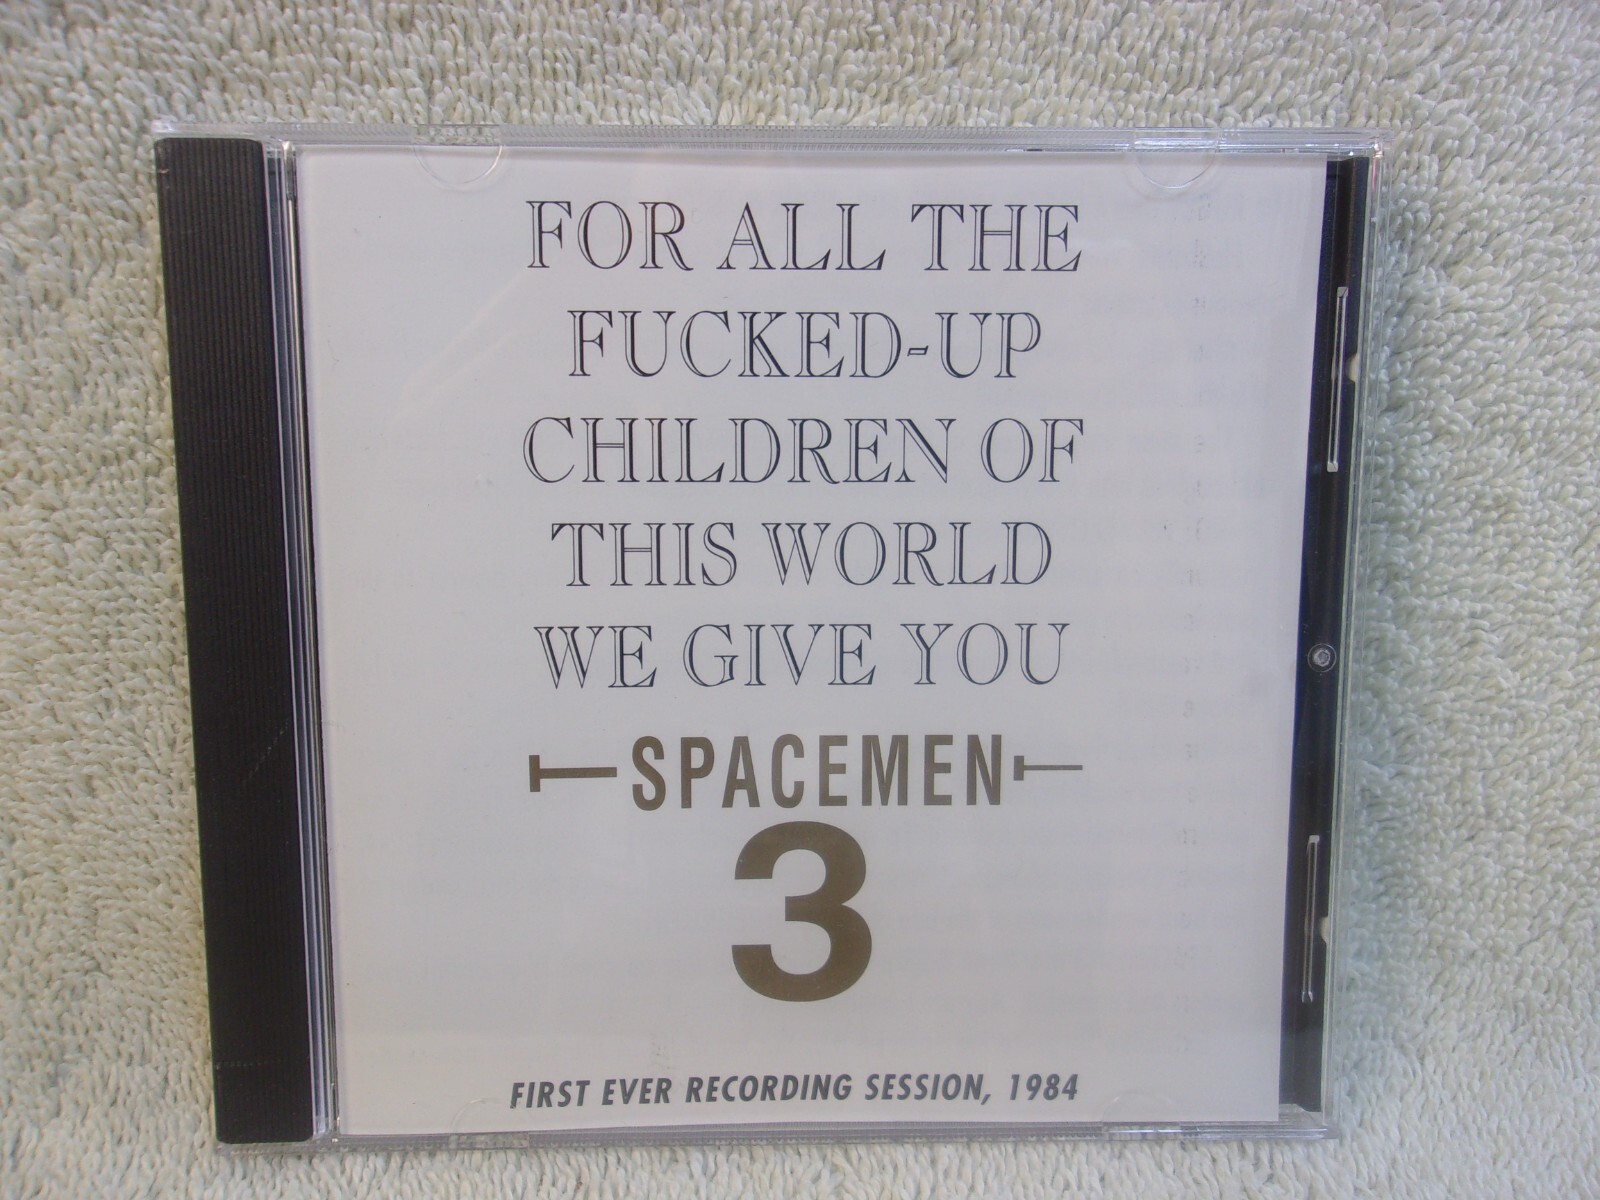 FOR ALL THE
FUCKED-UP
CHILDREN OF
THIS WORLD
WE GIVE YOU
SPACEMEN
3
FIRST EVER RECORDING SESSION, 1984